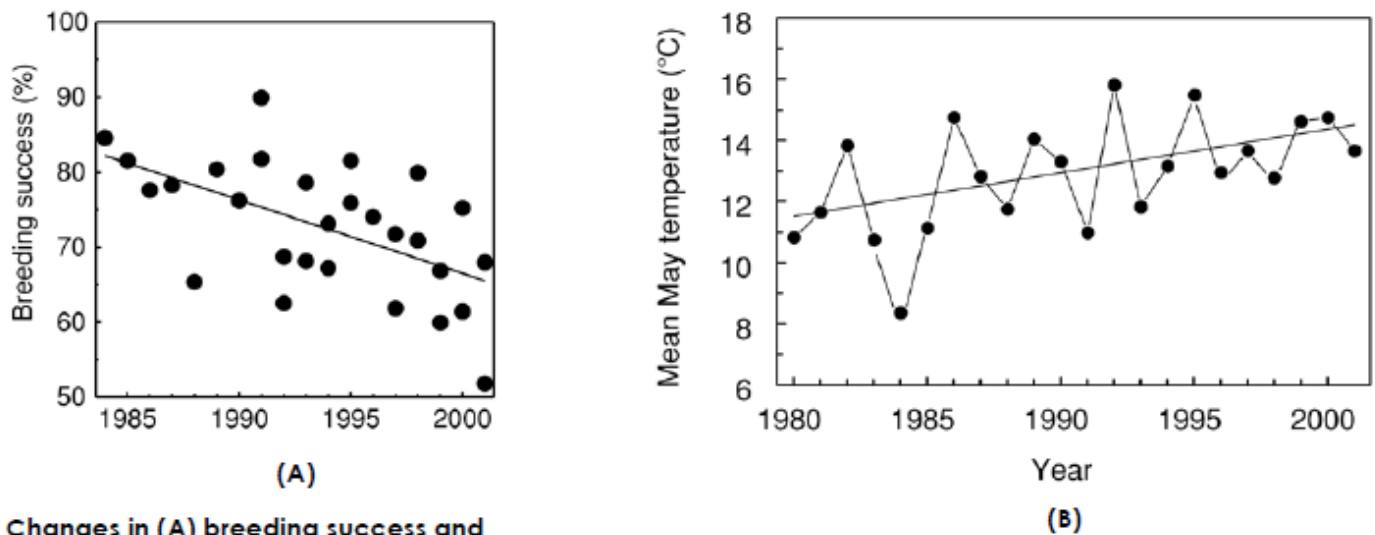 Breeding success (%)
100
90
80
70
60
50
1985 1990 1995 2000
(A)
Changes in (A) breeding success and
Mean May temperature (°C)
18
16
14
12
10
8
6
1980 1985 1990 1995 2000
Year
(B)